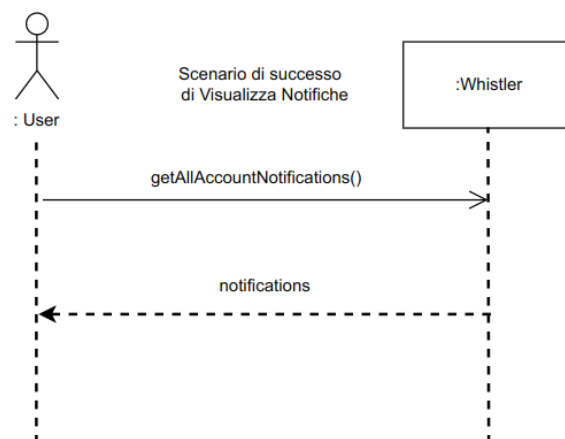 Scenario di successo
di Visualizza Notifiche
:Whistler
: User
getAllAccountNotifications()
notifications